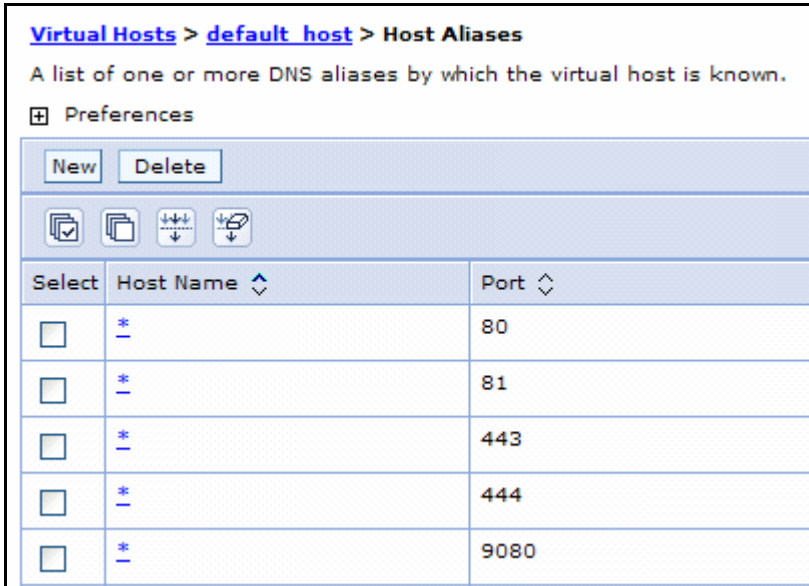 Virtual Hosts > default_host > Host Aliases
A list of one or more DNS aliases by which the virtual host is known.
Preferences
New Delete
Select Host Name Port
* 80
* 81
* 443
* 444
* 9080